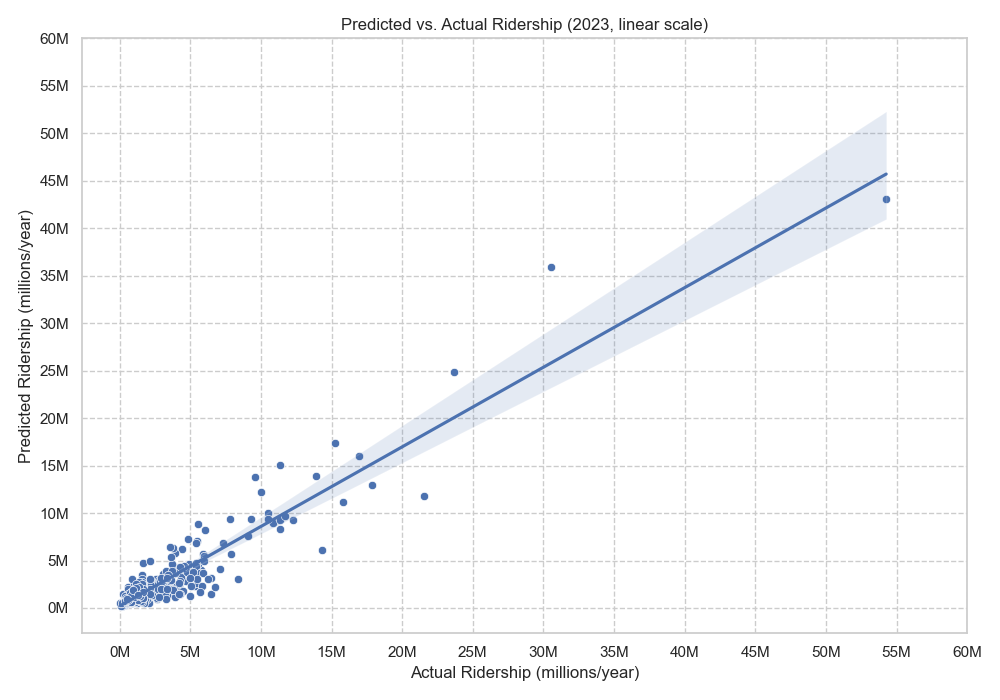 Predicted vs. Actual Ridership (2023, linear scale)
Predicted Ridership (millions/year)
60M
55M
50M
45M
40M
35M
30M
25M
20M
15M
10M
5M
0M
0M 5M 10M 15M 20M 25M 30M 35M 40M 45M 50M 55M 60M
Actual Ridership (millions/year)